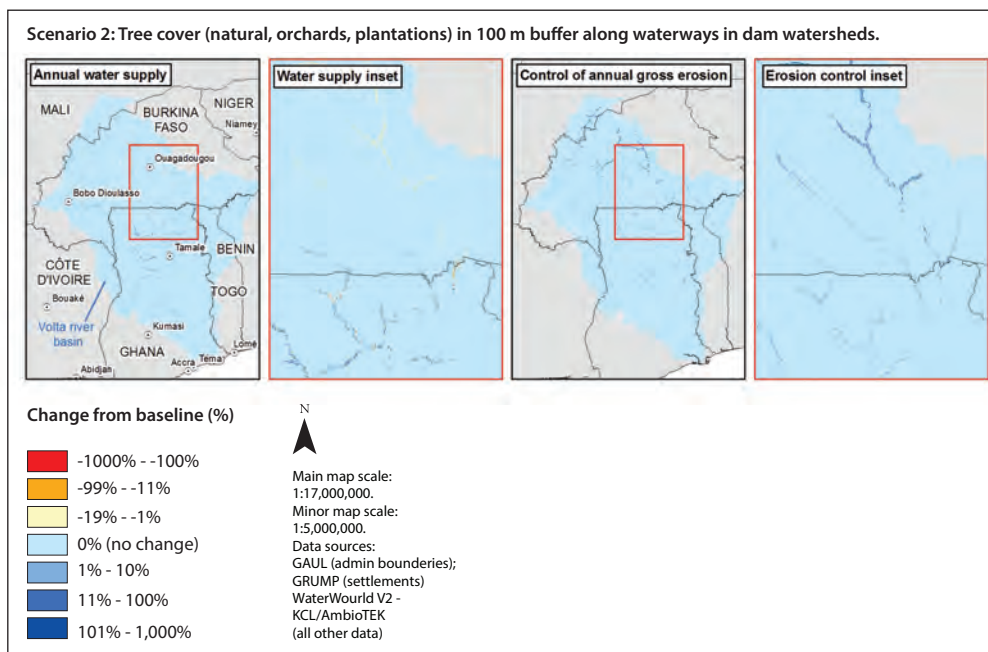 Scenario 2: Tree cover (natural, orchards, plantations) in 100 m buffer along waterways in dam watersheds.
Annual water supply
Water supply inset
Control of annual gross erosion
Erosion control inset
MALI
NIGER
BURKINA
FASO
Niamey
Ouagadougou
Bobo Dioulasso
Tamale
BENIN
CÔTE
D'IVOIRE
TOGO
Bouaké
Volta river
basin
Kumasi
GHANA
Lomé
Accra
Tema
Abidjan
Change from baseline (%)
-1000% - -100%
-99% - -11%
-19% - -1%
0% (no change)
1% - 10%
11% - 100%
101% - 1,000%
N
Main map scale:
1:17,000,000.
Minor map scale:
1:5,000,000.
Data sources:
GAUL (admin bounderies);
GRUMP (settlements)
WaterWourld V2 -
KCL/AmbioTEK
(all other data)